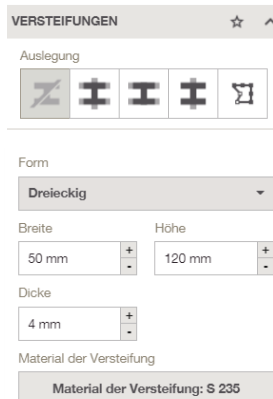 VERSTEIFUNGEN
Auslegung
Form
Dreieckig
Breite Höhe
50 mm + - 120 mm + -
Dicke
4 mm + -
Material der Versteifung
Material der Versteifung: S 235